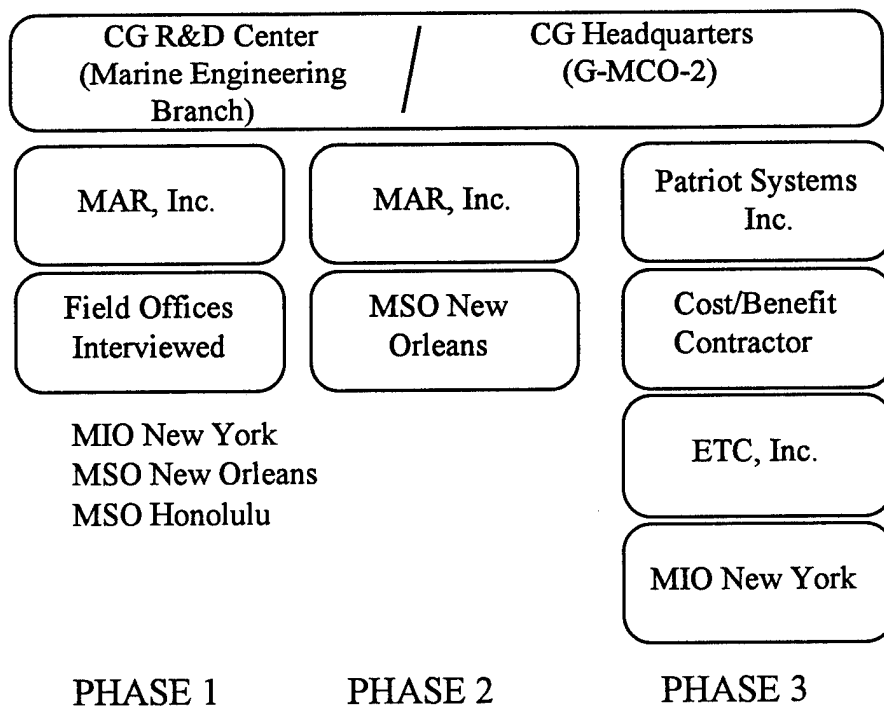 CG R&D Center
(Marine Engineering
Branch)
/
CG Headquarters
(G-MCO-2)
MAR, Inc.
Field Offices
Interviewed
MIO New York
MSO New Orleans
MSO Honolulu
PHASE 1
MAR, Inc.
MSO New
Orleans
PHASE 2
Patriot Systems
Inc.
Cost/Benefit
Contractor
ETC, Inc.
MIO New York
PHASE 3